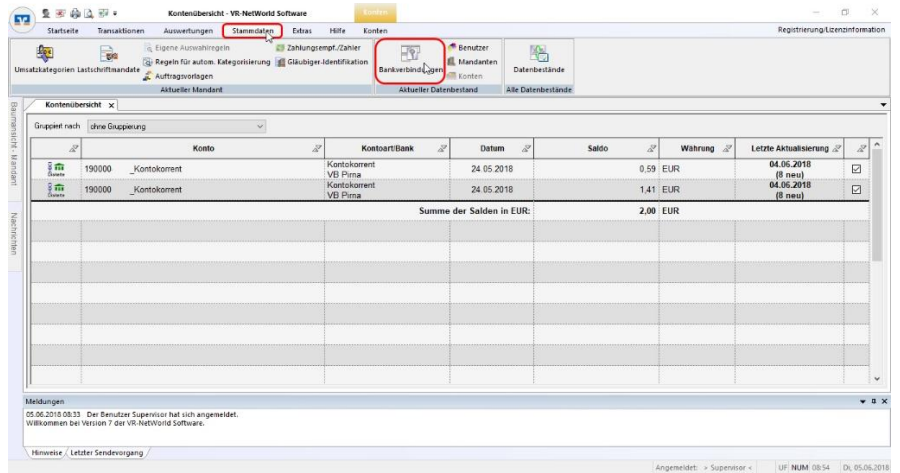 Kontenübersicht - VR-NetWorld Software
Konten
Startseite Transaktionen Auswertungen Stammdaten Extras Hilfe Konten
Registrierung/Lizenzinformation
Umsatzkategorien
Lastschriftmandate
Eigene Auswahlregeln
Regeln für autom. Kategorisierung
Auftragsvorlagen
Zahlungsempf./Zahler
Gläubiger-Identifikation
Aktueller Mandant
Bankverbindungen
Benutzer
Mandanten
Konten
Aktueller Datenbestand
Datenbestände
Alle Datenbestände
Baumansicht - Mandant
Nachrichten
Kontenübersicht x
Gruppiert nach ohne Gruppierung
Konto Kontoart/Bank Datum Saldo Währung Letzte Aktualisierung
190000 _Kontokorrent Kontokorrent 24.05.2018 0,59 EUR 04.06.2018
VB Pirna (8 neu)
190000 _Kontokorrent Kontokorrent 24.05.2018 1,41 EUR 04.06.2018
VB Pirna (8 neu)
Summe der Salden in EUR: 2,00 EUR
Meldungen
05.06.2018 08:33 Der Benutzer Supervisor hat sich angemeldet.
Willkommen bei Version 7 der VR-NetWorld Software.
Hinweise / Letzter Sendevorgang
Angemeldet: > Supervisor < UF NUM 08:54 Di, 05.06.2018